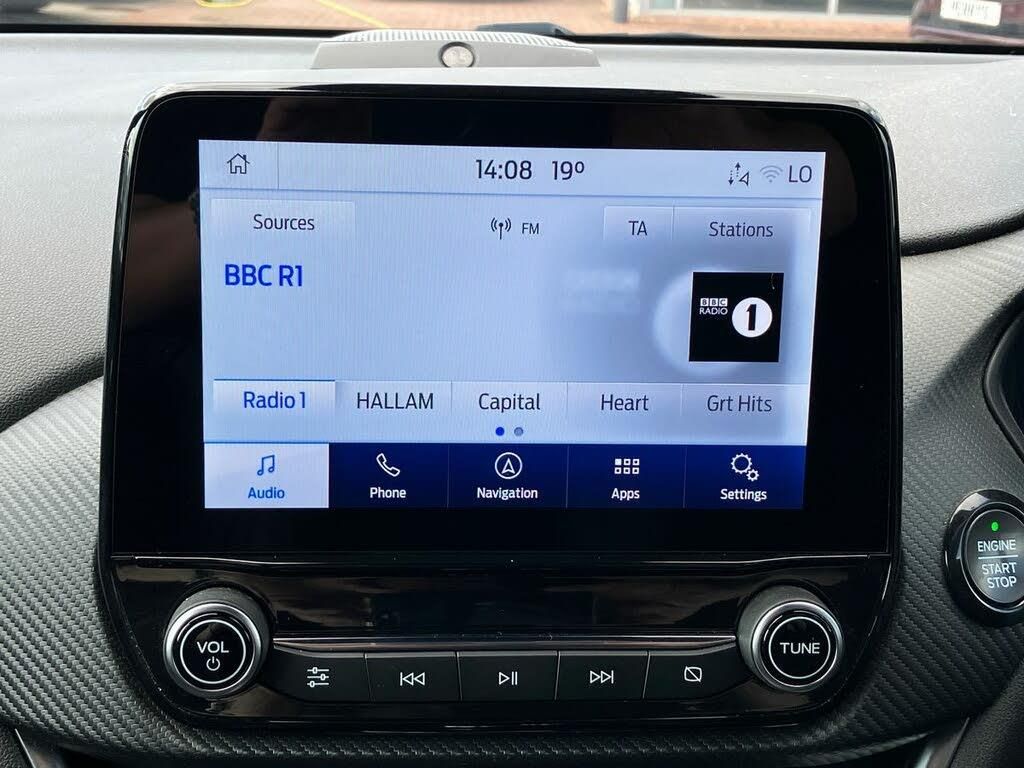 14:08 19º LO
Sources FM TA Stations
BBC R1
BBC
RADIO 1
Radio 1 HALLAM Capital Heart Grt Hits
Audio Phone Navigation Apps Settings
ENGINE
START
STOP
VOL TUNE